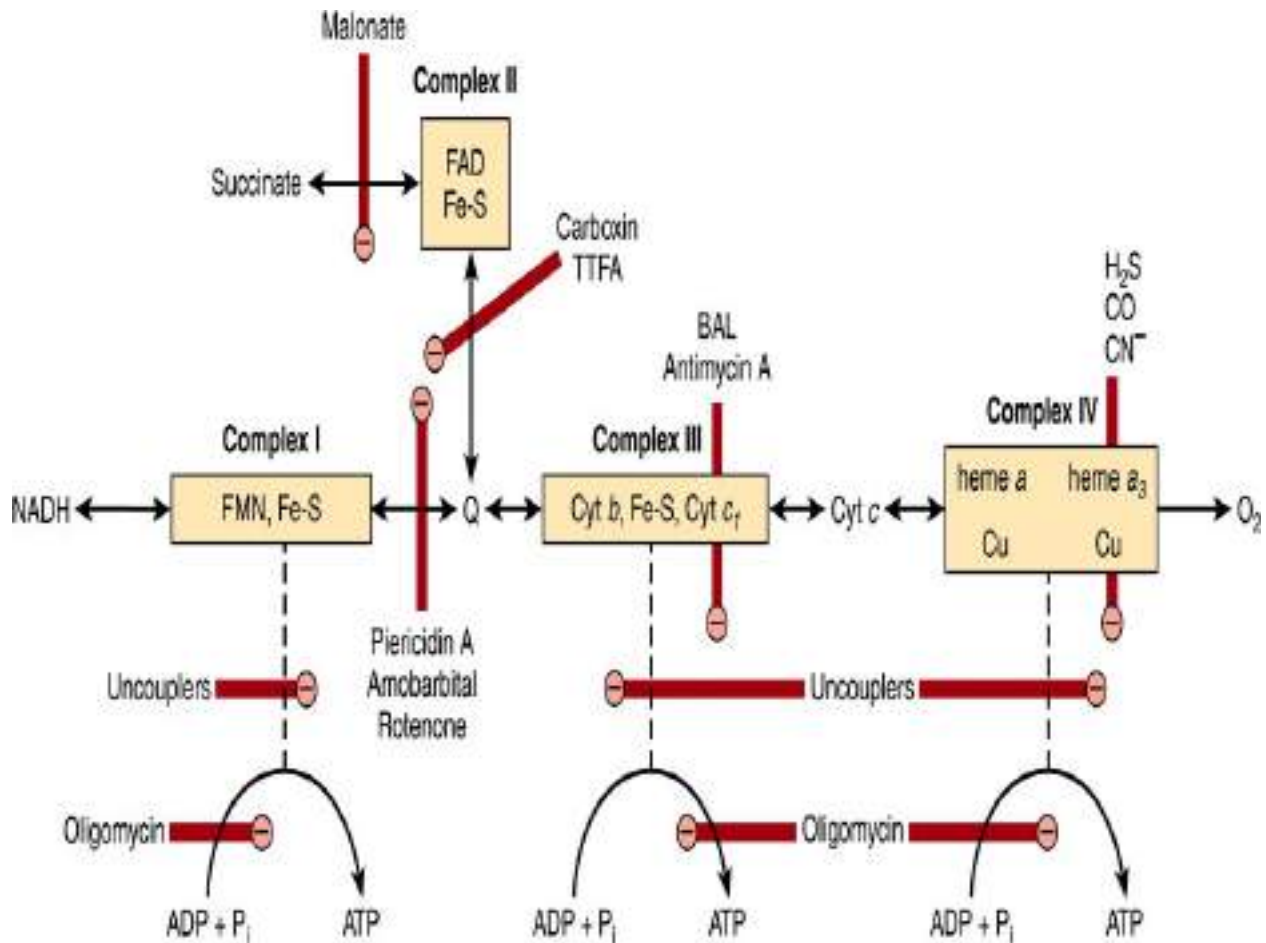 Malonate
Complex II
FAD
Fe-S
Succinate
Carboxin
TTFA
H₂S
CO
CN⁻
BAL
Antimycin A
Complex I
Complex III
Complex IV
NADH
FMN, Fe-S
Q
Cyt b, Fe-S, Cyt c₁
Cyt c
heme a
heme a₃
Cu
Cu
O₂
Piericidin A
Amobarbital
Rotenone
Uncouplers
Uncouplers
Oligomycin
Oligomycin
ADP + Pᵢ
ATP
ADP + Pᵢ
ATP
ADP + Pᵢ
ATP